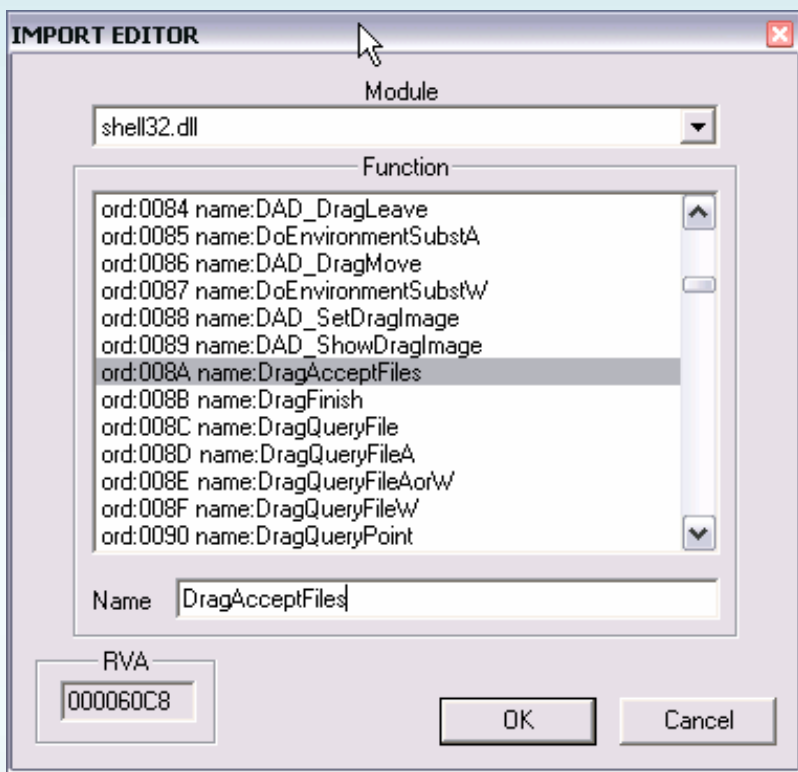 IMPORT EDITOR
Module
shell32.dll
Function
ord:0084 name:DAD_DragLeave
ord:0085 name:DoEnvironmentSubstA
ord:0086 name:DAD_DragMove
ord:0087 name:DoEnvironmentSubstW
ord:0088 name:DAD_SetDragImage
ord:0089 name:DAD_ShowDragImage
ord:008A name:DragAcceptFiles
ord:008B name:DragFinish
ord:008C name:DragQueryFile
ord:008D name:DragQueryFileA
ord:008E name:DragQueryFileAorW
ord:008F name:DragQueryFileW
ord:0090 name:DragQueryPoint
Name DragAcceptFiles
RVA
000060C8
OK Cancel